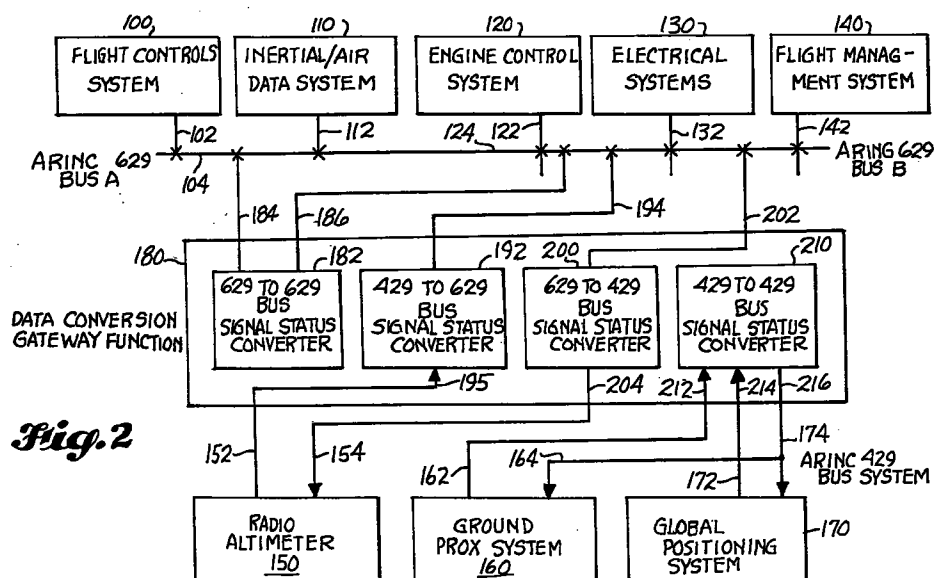 100
110
120
130
140
FLIGHT CONTROLS
SYSTEM
INERTIAL/AIR
DATA SYSTEM
ENGINE CONTROL
SYSTEM
ELECTRICAL
SYSTEMS
FLIGHT MANAG-
MENT SYSTEM
102
112
124
122
132
142
ARINC 629
BUS A
104
ARING 629
BUS B
184
186
194
202
180
182
192
200
210
DATA CONVERSION
GATEWAY FUNCTION
629 TO 629
BUS
SIGNAL STATUS
CONVERTER
429 TO 629
BUS
SIGNAL STATUS
CONVERTER
629 TO 429
BUS
SIGNAL STATUS
CONVERTER
429 TO 429
BUS
SIGNAL STATUS
CONVERTER
195
204
212
214
216
Fig. 2
152
154
162
164
172
174
ARINC 429
BUS SYSTEM
RADIO
ALTIMETER
150
GROUND
PROX SYSTEM
160
GLOBAL
POSITIONING
SYSTEM
170